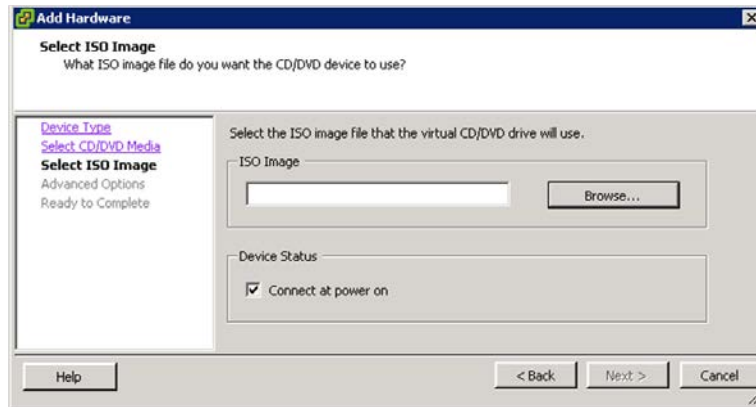 Add Hardware
Select ISO Image
What ISO image file do you want the CD/DVD device to use?
Device Type
Select CD/DVD Media
Select ISO Image
Advanced Options
Ready to Complete
Select the ISO image file that the virtual CD/DVD drive will use.
ISO Image
Browse...
Device Status
Connect at power on
Help
< Back
Next >
Cancel